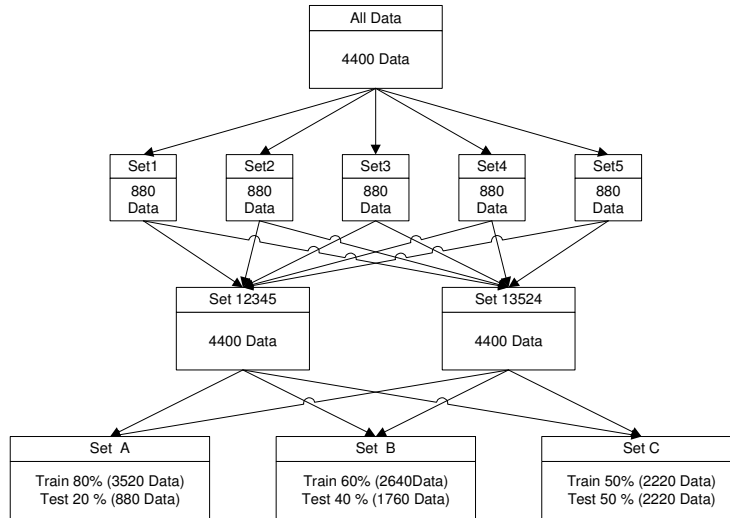 All Data
4400 Data
Set1
880
Data
Set2
880
Data
Set3
880
Data
Set4
880
Data
Set5
880
Data
Set 12345
4400 Data
Set 13524
4400 Data
Set A
Train 80% (3520 Data)
Test 20 % (880 Data)
Set B
Train 60% (2640Data)
Test 40 % (1760 Data)
Set C
Train 50% (2220 Data)
Test 50 % (2220 Data)